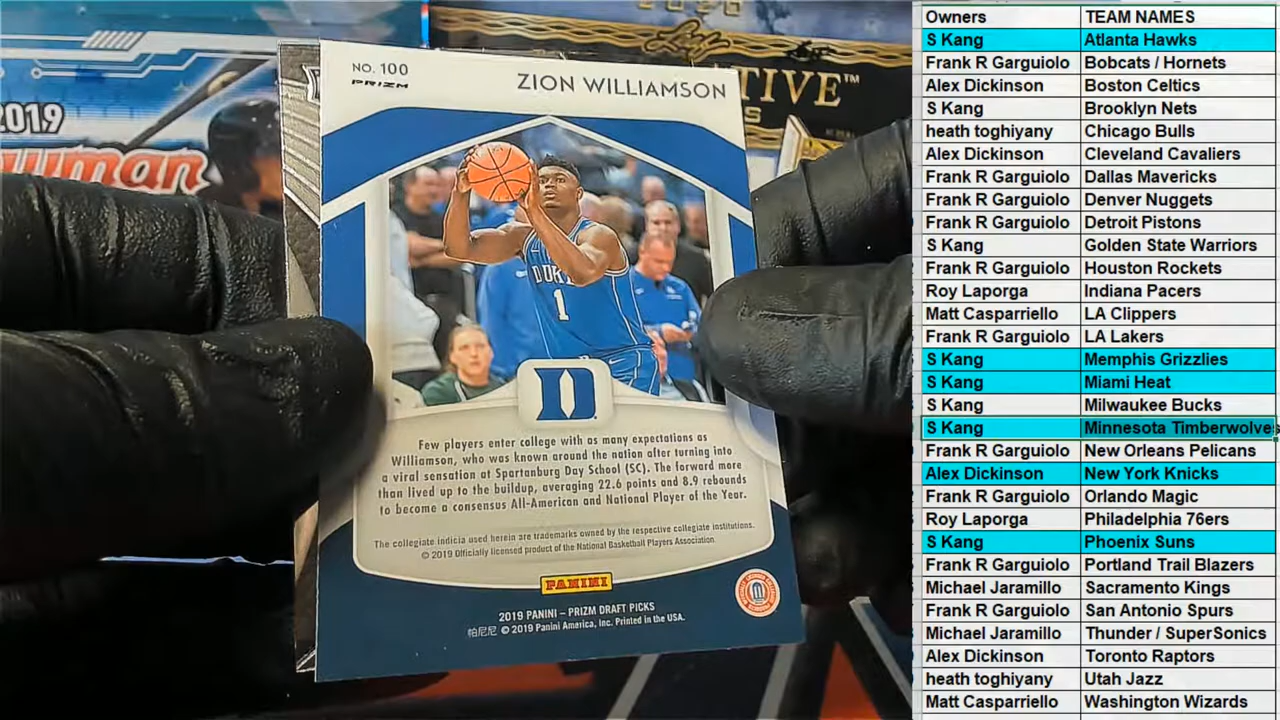 2019
wman
TIVE™
NO. 100
PRIZM
ZION WILLIAMSON
DUKE
1
D
Few players enter college with as many expectations as
Williamson, who was known around the nation after turning into
a viral sensation at Spartanburg Day School (SC). The forward more
than lived up to the buildup, averaging 22.6 points and 8.9 rebounds
to become a consensus All-American and National Player of the Year.
The collegiate indicia used herein are trademarks owned by the respective collegiate institutions.
© 2019 Officially licensed product of the National Basketball Players Association.
PANINI
2019 PANINI – PRIZM DRAFT PICKS
帕尼尼 © 2019 Panini America, Inc. Printed in the USA.
Owners TEAM NAMES
S Kang Atlanta Hawks
Frank R Garguiolo Bobcats / Hornets
Alex Dickinson Boston Celtics
S Kang Brooklyn Nets
heath toghiyany Chicago Bulls
Alex Dickinson Cleveland Cavaliers
Frank R Garguiolo Dallas Mavericks
Frank R Garguiolo Denver Nuggets
Frank R Garguiolo Detroit Pistons
S Kang Golden State Warriors
Frank R Garguiolo Houston Rockets
Roy Laporga Indiana Pacers
Matt Casparriello LA Clippers
Frank R Garguiolo LA Lakers
S Kang Memphis Grizzlies
S Kang Miami Heat
S Kang Milwaukee Bucks
S Kang Minnesota Timberwolves
Frank R Garguiolo New Orleans Pelicans
Alex Dickinson New York Knicks
Frank R Garguiolo Orlando Magic
Roy Laporga Philadelphia 76ers
S Kang Phoenix Suns
Frank R Garguiolo Portland Trail Blazers
Michael Jaramillo Sacramento Kings
Frank R Garguiolo San Antonio Spurs
Michael Jaramillo Thunder / SuperSonics
Alex Dickinson Toronto Raptors
heath toghiyany Utah Jazz
Matt Casparriello Washington Wizards